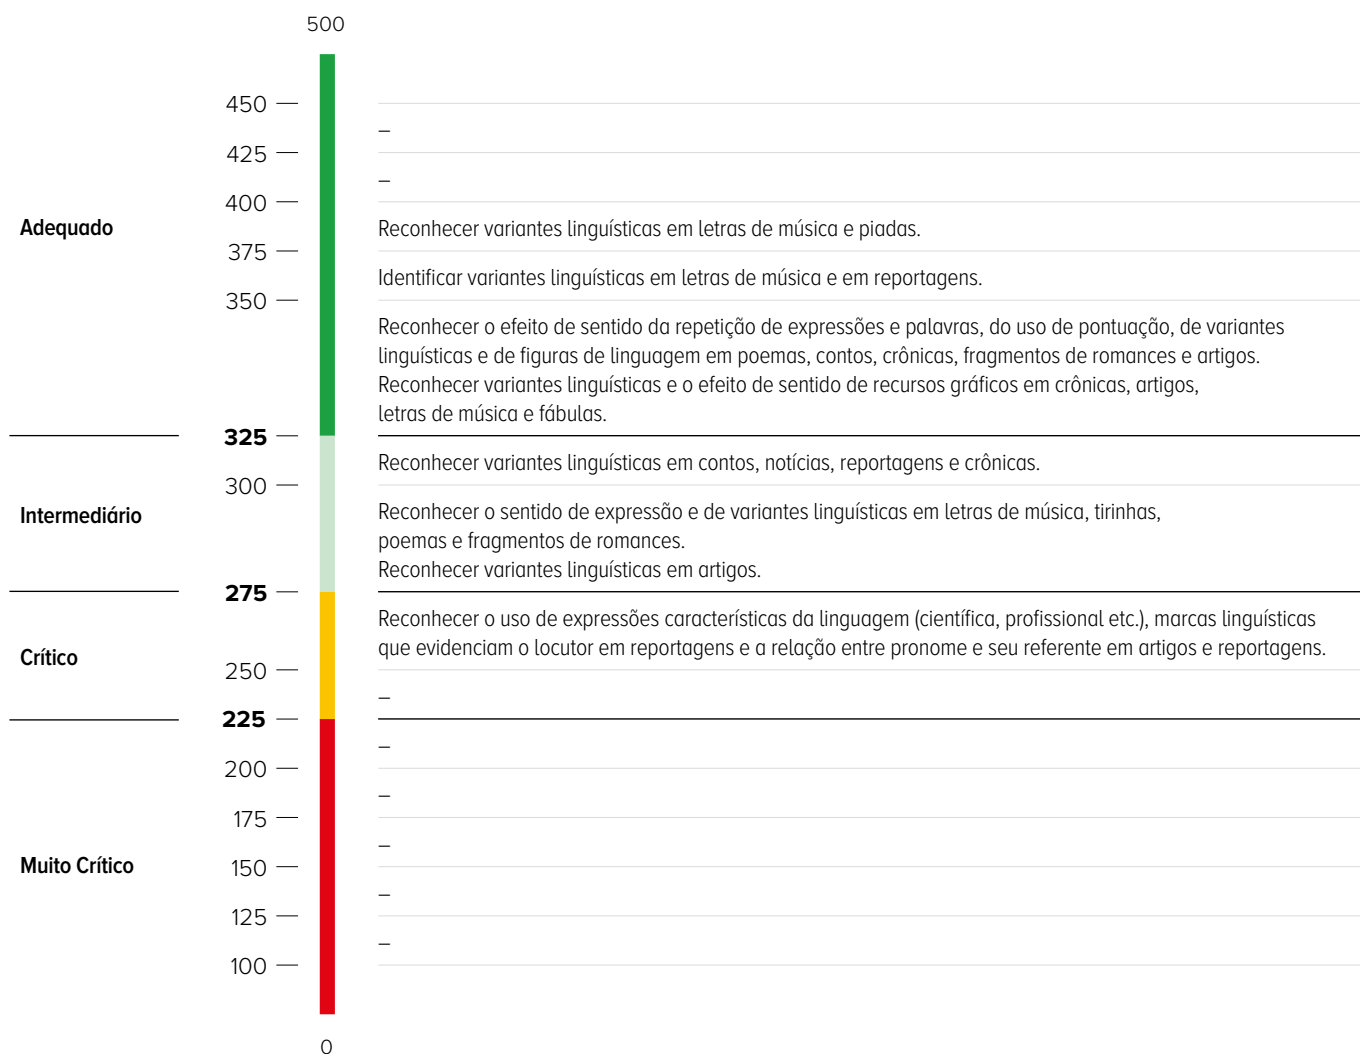 500
450
–
425
–
400
Adequado
Reconhecer variantes linguísticas em letras de música e piadas.
375
Identificar variantes linguísticas em letras de música e em reportagens.
350
Reconhecer o efeito de sentido da repetição de expressões e palavras, do uso de pontuação, de variantes
linguísticas e de figuras de linguagem em poemas, contos, crônicas, fragmentos de romances e artigos.
Reconhecer variantes linguísticas e o efeito de sentido de recursos gráficos em crônicas, artigos,
letras de música e fábulas.
325
Reconhecer variantes linguísticas em contos, notícias, reportagens e crônicas.
300
Intermediário
Reconhecer o sentido de expressão e de variantes linguísticas em letras de música, tirinhas,
poemas e fragmentos de romances.
Reconhecer variantes linguísticas em artigos.
275
Reconhecer o uso de expressões características da linguagem (científica, profissional etc.), marcas linguísticas
que evidenciam o locutor em reportagens e a relação entre pronome e seu referente em artigos e reportagens.
Crítico
250
–
225
–
200
–
175
–
150
Muito Crítico
–
125
–
100
0